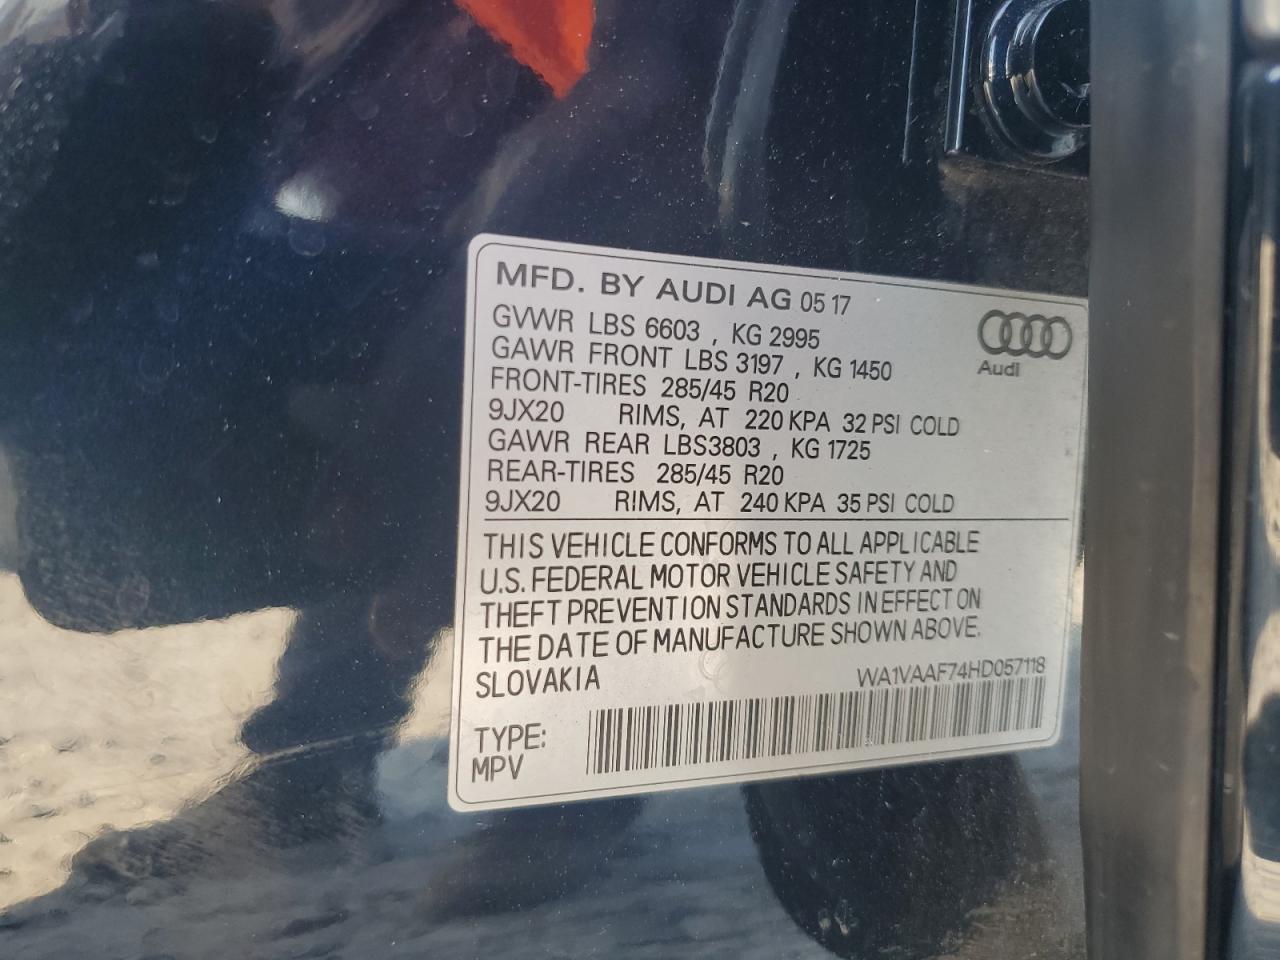 MFD. BY AUDI AG 05 17
GVWR LBS 6603 , KG 2995
GAWR FRONT LBS 3197 , KG 1450
FRONT-TIRES 285/45 R20
9JX20 RIMS, AT 220 KPA 32 PSI COLD
GAWR REAR LBS3803 , KG 1725
REAR-TIRES 285/45 R20
9JX20 RIMS, AT 240 KPA 35 PSI COLD
Audi
THIS VEHICLE CONFORMS TO ALL APPLICABLE
U.S. FEDERAL MOTOR VEHICLE SAFETY AND
THEFT PREVENTION STANDARDS IN EFFECT ON
THE DATE OF MANUFACTURE SHOWN ABOVE.
SLOVAKIA
WA1VAAF74HD057118
TYPE:
MPV